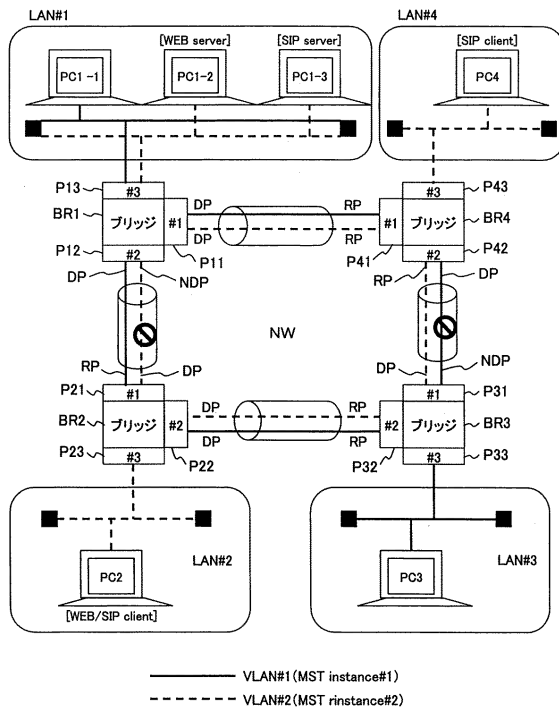 LAN#1
LAN#4
[WEB server]
[SIP server]
[SIP client]
PC1-1
PC1-2
PC1-3
PC4
P13
#3
DP
RP
#3
P43
BR1
ブリッジ
#1
#1
ブリッジ
BR4
P12
#2
DP
RP
#2
P42
P11
P41
DP
NDP
RP
DP
NW
RP
DP
DP
NDP
P21
#1
DP
RP
#1
P31
BR2
ブリッジ
#2
#2
ブリッジ
BR3
P23
#3
DP
RP
#3
P33
P22
P32
PC2
LAN#2
[WEB/SIP client]
PC3
LAN#3
VLAN#1(MST instance#1)
VLAN#2(MST rinstance#2)